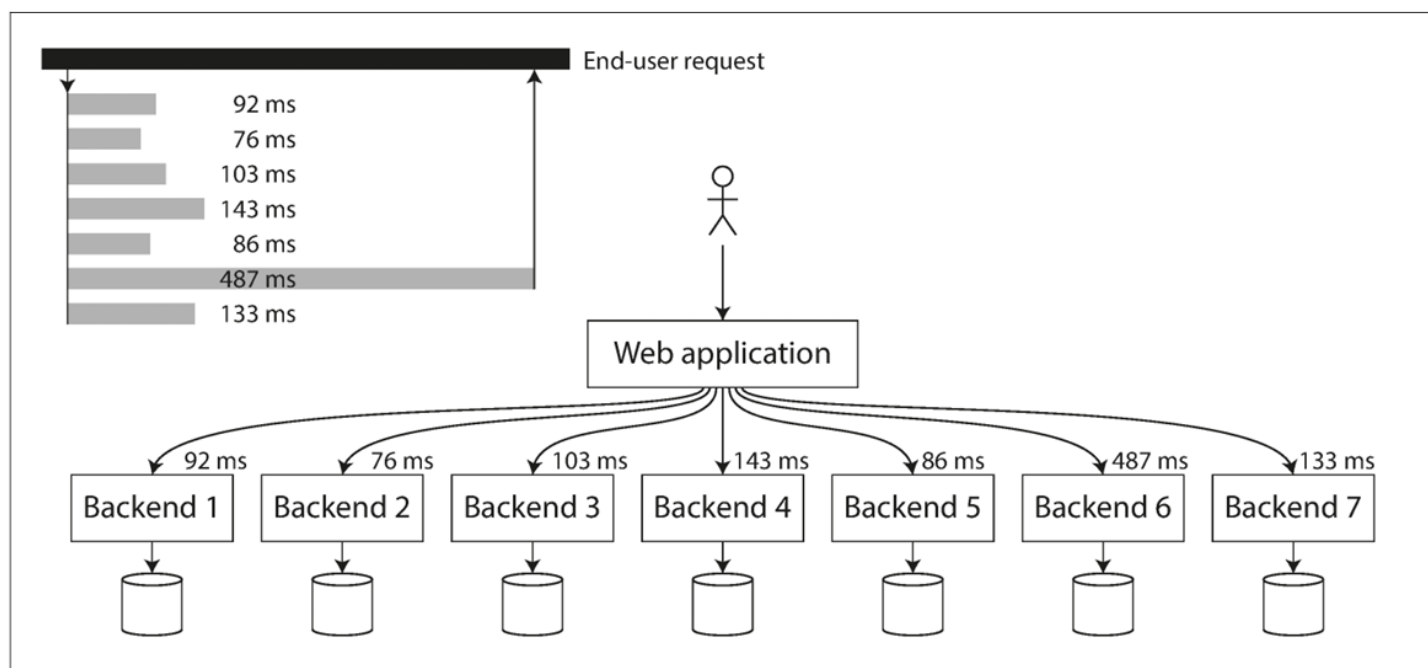 End-user request
92 ms
76 ms
103 ms
143 ms
86 ms
487 ms
133 ms
Web application
92 ms
76 ms
103 ms
143 ms
86 ms
487 ms
133 ms
Backend 1
Backend 2
Backend 3
Backend 4
Backend 5
Backend 6
Backend 7